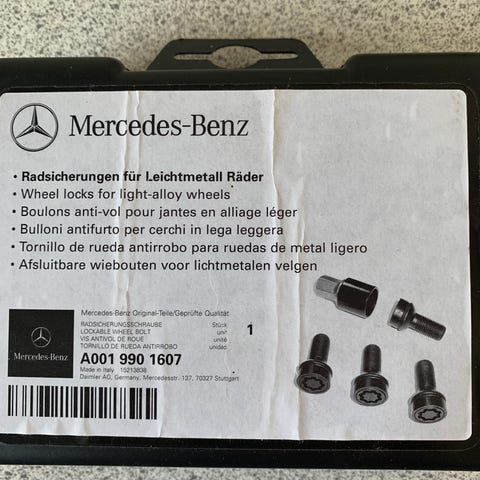 Mercedes-Benz
• Radsicherungen für Leichtmetall Räder
• Wheel locks for light-alloy wheels
• Boulons anti-vol pour jantes en alliage léger
• Bulloni antifurto per cerchi in lega leggera
• Tornillo de rueda antirrobo para ruedas de metal ligero
• Afsluitbare wiebouten voor lichtmetalen velgen
Mercedes-Benz Original-Teile/Geprüfte Qualität
RADSICHERUNGSSCHRAUBE Stück
LOCKABLE WHEEL BOLT unit 1
VIS ANTIVOL DE ROUE unité
TORNILLO DE RUEDA ANTIRROBO unidad
Mercedes-Benz
A001 990 1607
Made in Italy 15213838
Daimler AG, Germany, Mercedesstr. 137, 70327 Stuttgart